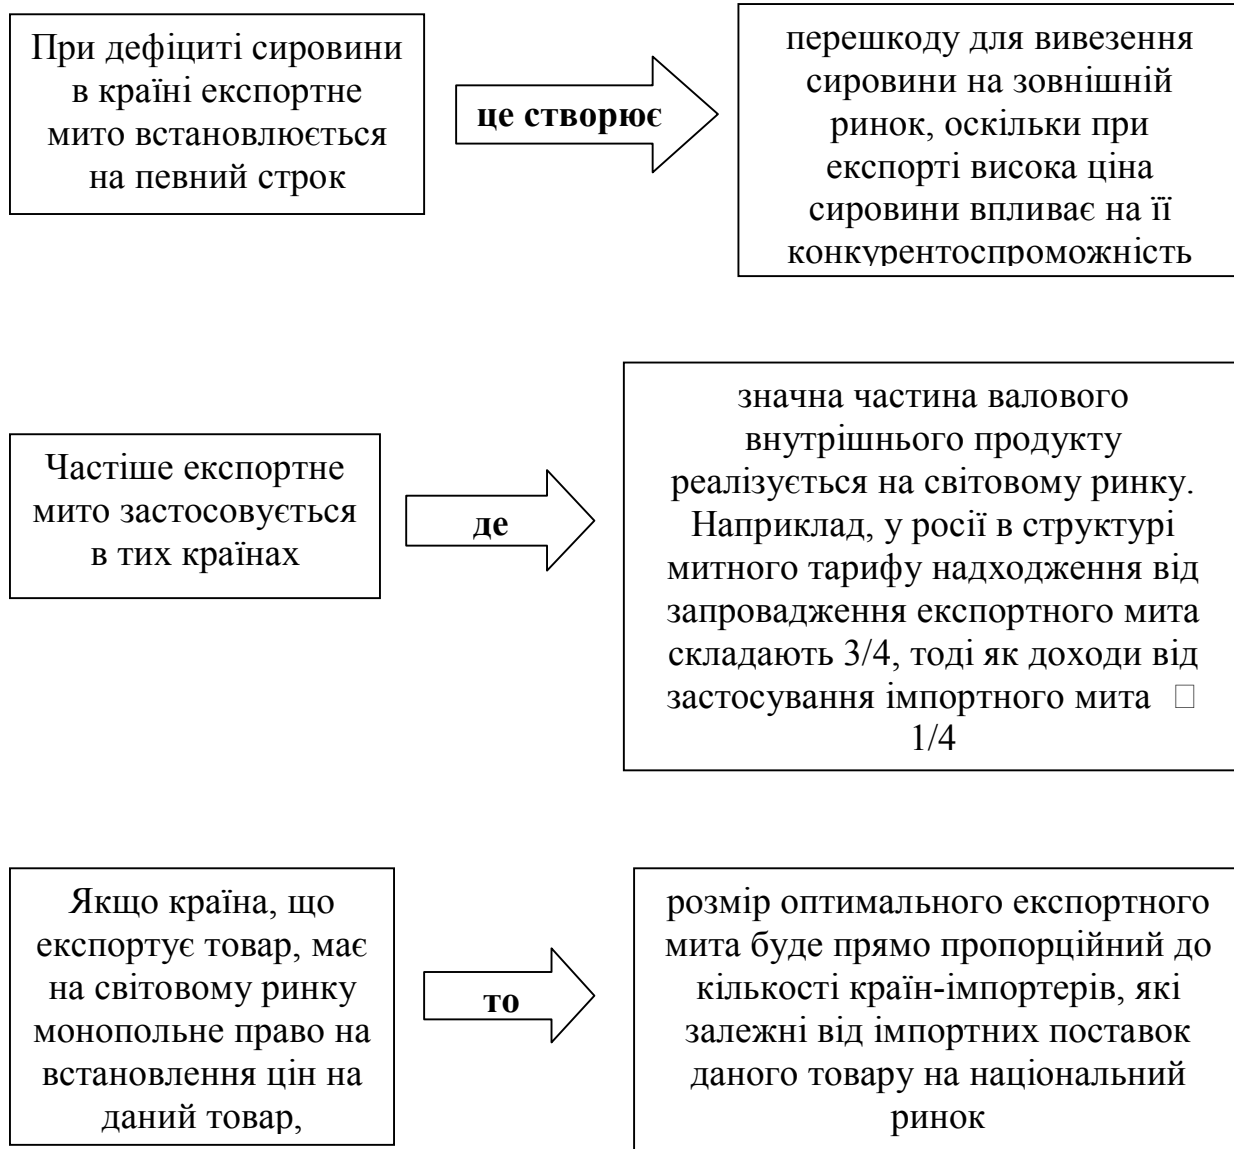 При дефіциті сировини
в країні експортне
мито встановлюється
на певний строк
це створює
перешкоду для вивезення
сировини на зовнішній
ринок, оскільки при
експорті висока ціна
сировини впливає на її
конкурентоспроможність
Частіше експортне
мито застосовується
в тих країнах
де
значна частина валового
внутрішнього продукту
реалізується на світовому ринку.
Наприклад, у росії в структурі
митного тарифу надходження від
запровадження експортного мита
складають 3/4, тоді як доходи від
застосування імпортного мита □
1/4
Якщо країна, що
експортує товар, має
на світовому ринку
монопольне право на
встановлення цін на
даний товар,
то
розмір оптимального експортного
мита буде прямо пропорційний до
кількості країн-імпортерів, які
залежні від імпортних поставок
даного товару на національний
ринок